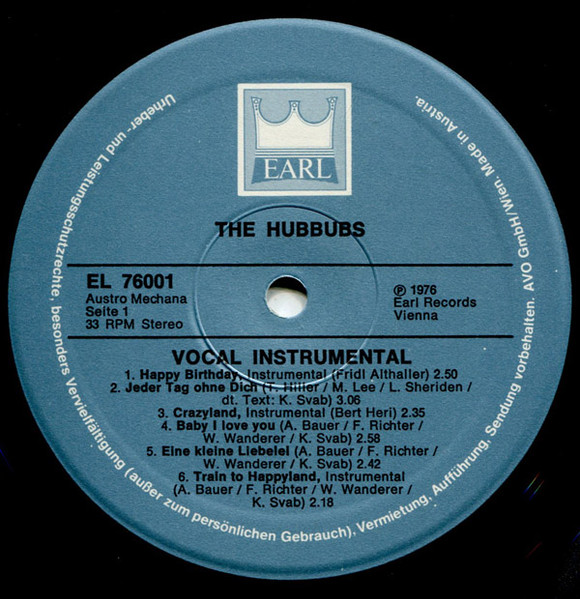 EARL
THE HUBBUBS
EL 76001
Austro Mechana
Seite 1
33 RPM Stereo
℗ 1976
Earl Records
Vienna
VOCAL INSTRUMENTAL
1. Happy Birthday, Instrumental (Fridl Althaller) 2.50
2. Jeder Tag ohne Dich (T. Hiller / M. Lee / L. Sheriden /
dt. Text: K. Svab) 3.06
3. Crazyland, Instrumental (Bert Heri) 2.35
4. Baby I love you (A. Bauer / F. Richter /
W. Wanderer / K. Svab) 2.58
5. Eine kleine Liebelei (A. Bauer / F. Richter /
W. Wanderer / K. Svab) 2.42
6. Train to Happyland, Instrumental
(A. Bauer / F. Richter / W. Wanderer /
K. Svab) 2.18
Urheber- und Leistungsschutzrechte, besonders Vervielfältigung (außer zum persönlichen Gebrauch), Vermietung, Aufführung, Sendung vorbehalten. AVO GmbH/Wien. Made in Austria.